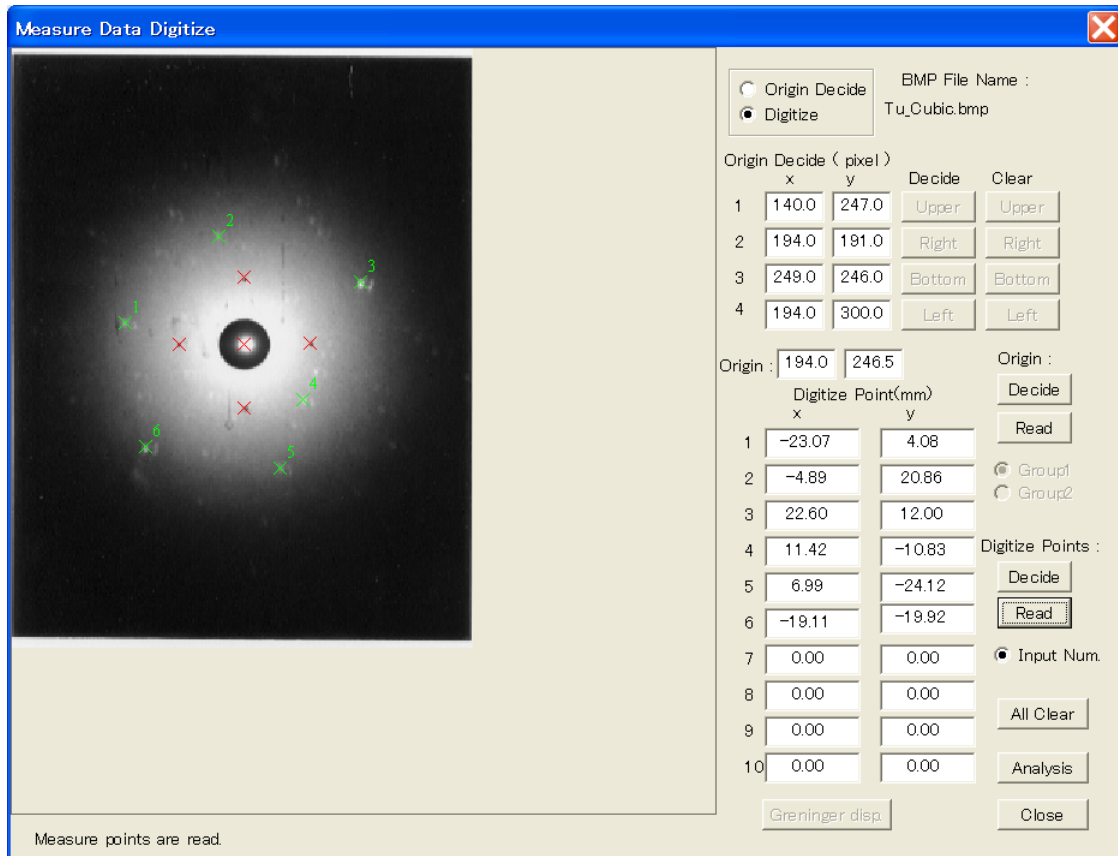 Measure Data Digitize
Origin Decide
Digitize
BMP File Name :
Tu_Cubic.bmp
Origin Decide ( pixel )
x y Decide Clear
1 140.0 247.0 Upper Upper
2 194.0 191.0 Right Right
3 249.0 246.0 Bottom Bottom
4 194.0 300.0 Left Left
Origin : 194.0 246.5
Origin :
Decide
Read
Group1
Group2
Digitize Point(mm)
x y
1 -23.07 4.08
2 -4.89 20.86
3 22.60 12.00
4 11.42 -10.83
5 6.99 -24.12
6 -19.11 -19.92
7 0.00 0.00
8 0.00 0.00
9 0.00 0.00
10 0.00 0.00
Digitize Points :
Decide
Read
Input Num.
All Clear
Analysis
Greninger disp.
Close
2
3
1
4
6
5
Measure points are read.